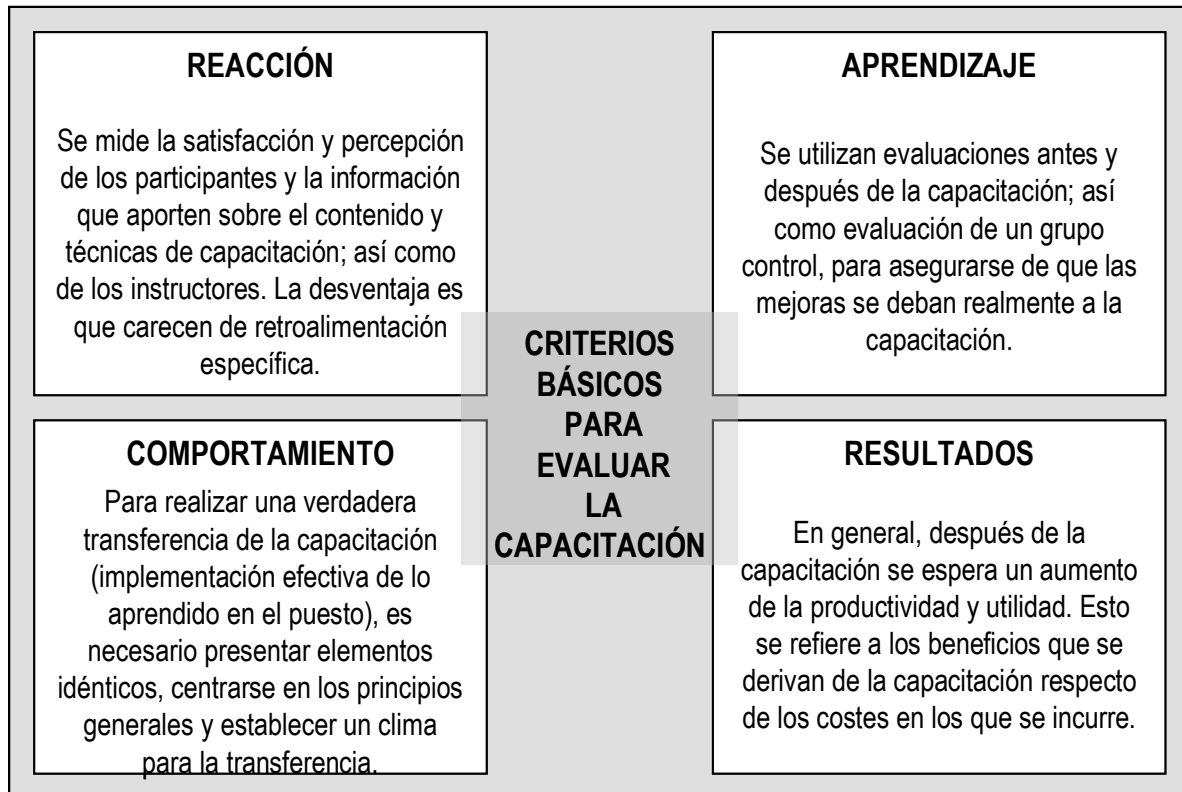 REACCIÓN
Se mide la satisfacción y percepción
de los participantes y la información
que aporten sobre el contenido y
técnicas de capacitación; así como
de los instructores. La desventaja es
que carecen de retroalimentación
específica.
APRENDIZAJE
Se utilizan evaluaciones antes y
después de la capacitación; así
como evaluación de un grupo
control, para asegurarse de que las
mejoras se deban realmente a la
capacitación.
CRITERIOS
BÁSICOS
PARA
EVALUAR
LA
CAPACITACIÓN
COMPORTAMIENTO
Para realizar una verdadera
transferencia de la capacitación
(implementación efectiva de lo
aprendido en el puesto), es
necesario presentar elementos
idénticos, centrarse en los principios
generales y establecer un clima
para la transferencia.
RESULTADOS
En general, después de la
capacitación se espera un aumento
de la productividad y utilidad. Esto
se refiere a los beneficios que se
derivan de la capacitación respecto
de los costes en los que se incurre.